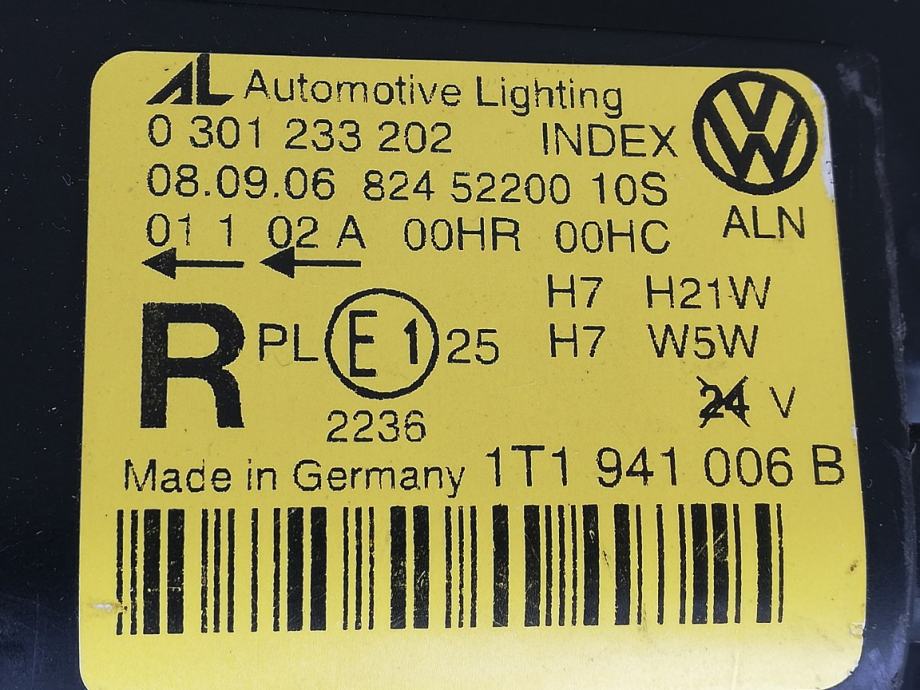 AL Automotive Lighting
0 301 233 202 INDEX
08.09.06 824 52200 10S
01 1 02 A 00HR 00HC
ALN
H7 H21W
R PL E1 25 H7 W5W
24 V
2236
Made in Germany 1T1 941 006 B